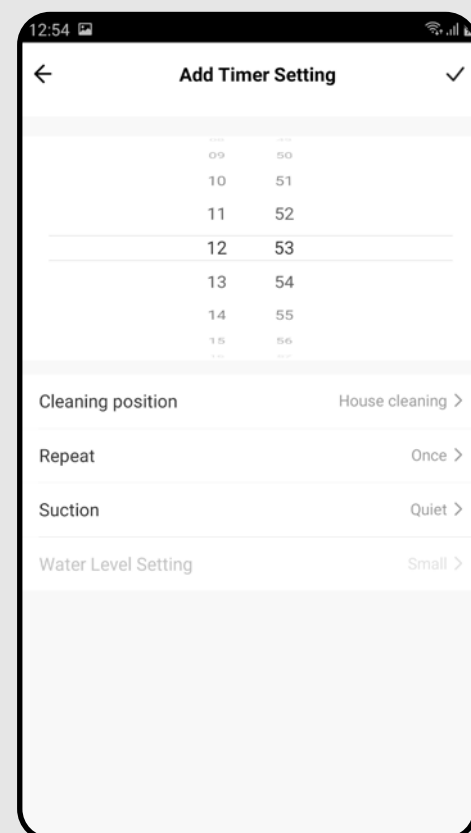 12:54
Add Timer Setting
09 50
10 51
11 52
12 53
13 54
14 55
15 56
Cleaning position House cleaning
Repeat Once
Suction Quiet
Water Level Setting Small